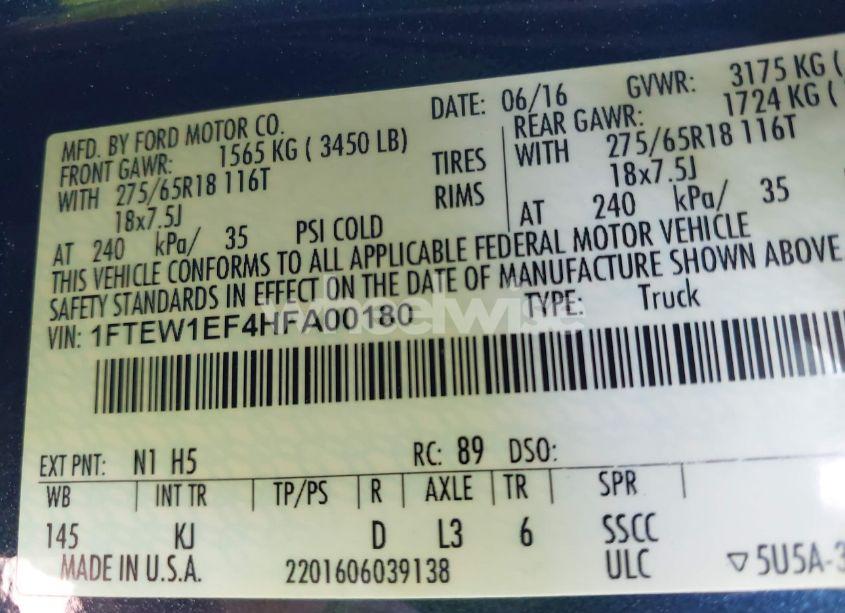 MFD. BY FORD MOTOR CO.
DATE: 06/16
GVWR: 3175 KG (
FRONT GAWR: 1565 KG ( 3450 LB)
REAR GAWR: 1724 KG (
WITH 275/65R18 116T
TIRES
WITH 275/65R18 116T
18x7.5J
RIMS
18x7.5J
AT 240 kPa/ 35 PSI COLD
AT 240 kPa/ 35
THIS VEHICLE CONFORMS TO ALL APPLICABLE FEDERAL MOTOR VEHICLE
SAFETY STANDARDS IN EFFECT ON THE DATE OF MANUFACTURE SHOWN ABOVE
VIN: 1FTEW1EF4HFA00180
TYPE: Truck
wheelwise
EXT PNT: N1 H5
RC: 89 DSO:
WB | INT TR | TP/PS | R | AXLE | TR | SPR |
145 KJ D L3 6 SSCC
MADE IN U.S.A. 2201606039138 ULC ▽5U5A-3